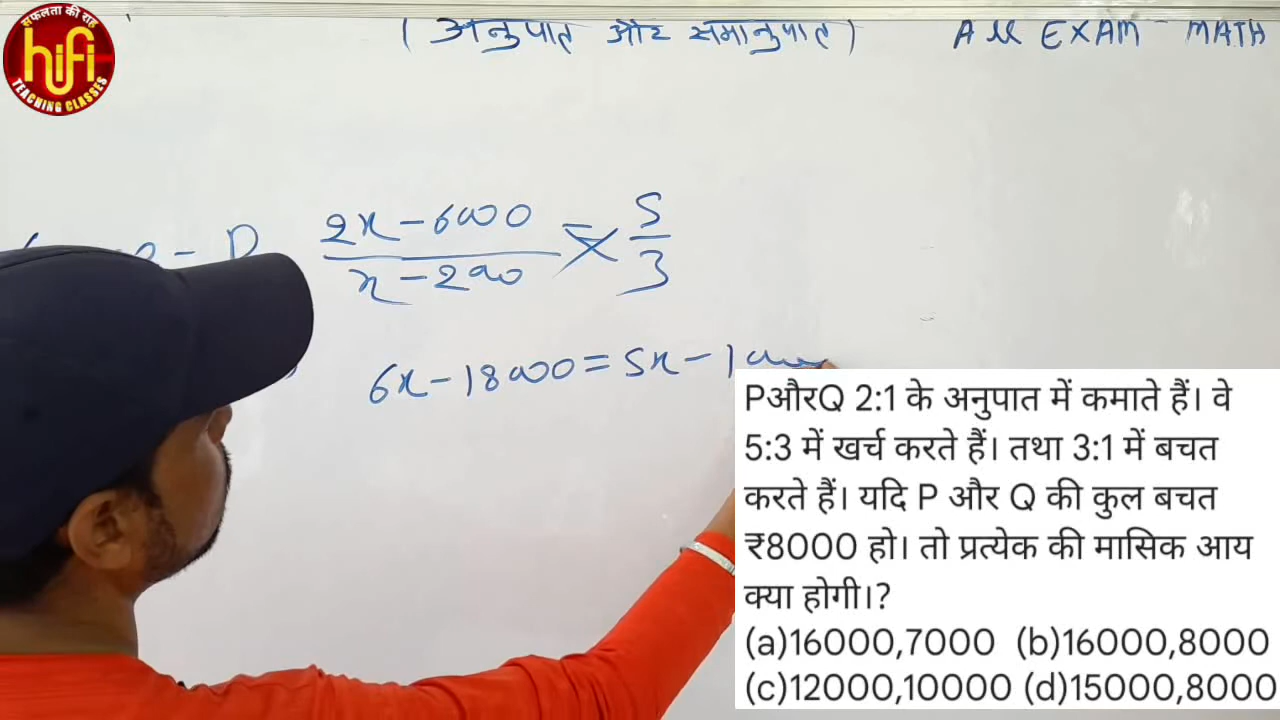 सफलता की राह
hifi
TEACHING CLASSES
( अनुपात और समानुपात ) All EXAM - MATH
2x - 6000 = 5
x - 2000 3
6x - 18000 = 5x - 1
PऔरQ 2:1 के अनुपात में कमाते हैं। वे
5:3 में खर्च करते हैं। तथा 3:1 में बचत
करते हैं। यदि P और Q की कुल बचत
₹8000 हो। तो प्रत्येक की मासिक आय
क्या होगी।?
(a)16000,7000 (b)16000,8000
(c)12000,10000 (d)15000,8000